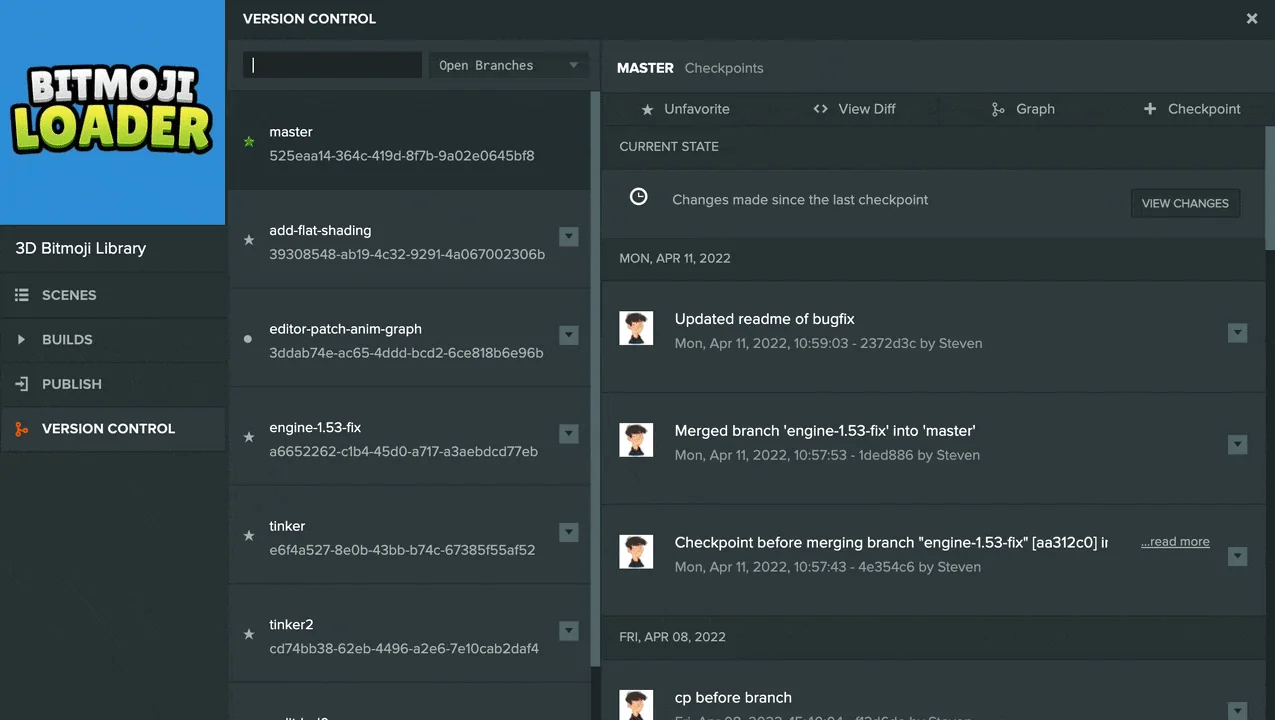 BITMOJI
LOADER
3D Bitmoji Library
SCENES
BUILDS
PUBLISH
VERSION CONTROL
VERSION CONTROL
Open Branches
master
525eaa14-364c-419d-8f7b-9a02e0645bf8
add-flat-shading
39308548-ab19-4c32-9291-4a067002306b
editor-patch-anim-graph
3ddab74e-ac65-4ddd-bcd2-6ce818b6e96b
engine-1.53-fix
a6652262-c1b4-45d0-a717-a3aebdcd77eb
tinker
e6f4a527-8e0b-43bb-b74c-67385f55af52
tinker2
cd74bb38-62eb-4496-a2e6-7e10cab2daf4
MASTER Checkpoints
Unfavorite View Diff Graph Checkpoint
CURRENT STATE
Changes made since the last checkpoint
VIEW CHANGES
MON, APR 11, 2022
Updated readme of bugfix
Mon, Apr 11, 2022, 10:59:03 - 2372d3c by Steven
Merged branch 'engine-1.53-fix' into 'master'
Mon, Apr 11, 2022, 10:57:53 - 1ded886 by Steven
Checkpoint before merging branch "engine-1.53-fix" [aa312c0] in ...read more
Mon, Apr 11, 2022, 10:57:43 - 4e354c6 by Steven
FRI, APR 08, 2022
cp before branch